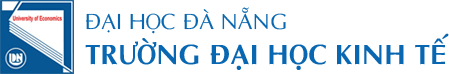 University of Economics
ĐẠI HỌC ĐÀ NẴNG
TRƯỜNG ĐẠI HỌC KINH TẾ